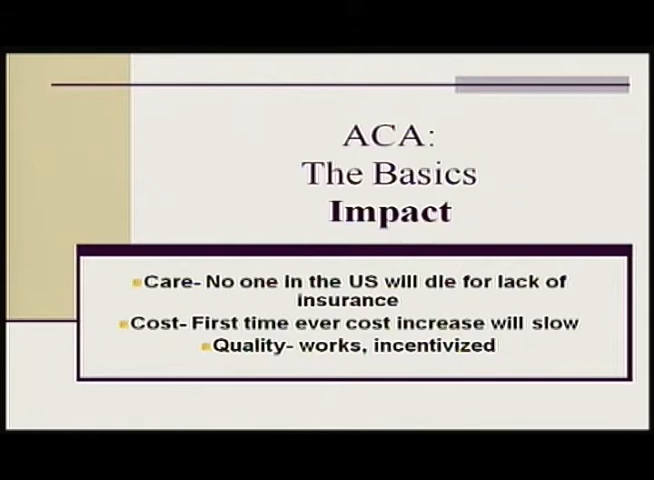 ACA:
The Basics
Impact
Care- No one in the US will die for lack of
insurance
Cost- First time ever cost increase will slow
Quality- works, incentivized